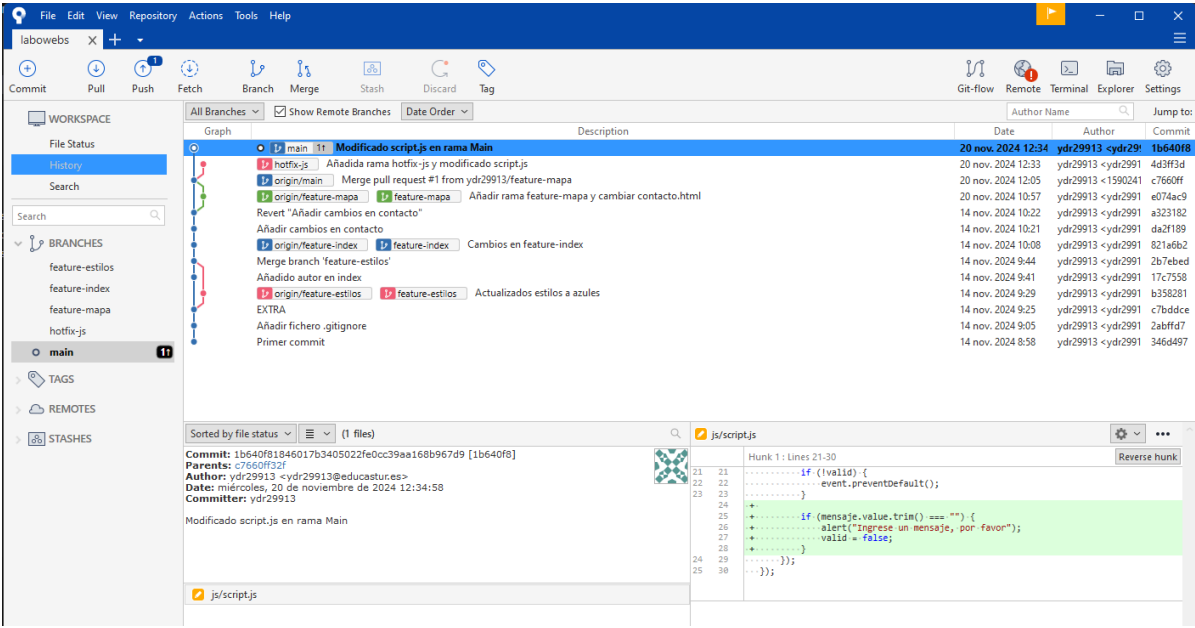 File Edit View Repository Actions Tools Help
labowebs
1
Commit Pull Push Fetch Branch Merge Stash Discard Tag Git-flow Remote Terminal Explorer Settings
WORKSPACE
File Status
History
Search
Search
BRANCHES
feature-estilos
feature-index
feature-mapa
hotfix-js
main 1↑
TAGS
REMOTES
STASHES
All Branches Show Remote Branches Date Order Author Name Jump to:
Graph Description Date Author Commit
main 1↑ Modificado script.js en rama Main 20 nov. 2024 12:34 ydr29913 <ydr29! 1b640f8
hotfix-js Añadida rama hotfix-js y modificado script.js 20 nov. 2024 12:33 ydr29913 <ydr2991 4d3ff3d
origin/main Merge pull request #1 from ydr29913/feature-mapa 20 nov. 2024 12:05 ydr29913 <1590241 c7660ff
origin/feature-mapa feature-mapa Añadir rama feature-mapa y cambiar contacto.html 20 nov. 2024 10:57 ydr29913 <ydr2991 e074ac9
Revert "Añadir cambios en contacto" 14 nov. 2024 10:22 ydr29913 <ydr2991 a323182
Añadir cambios en contacto 14 nov. 2024 10:21 ydr29913 <ydr2991 da2f189
origin/feature-index feature-index Cambios en feature-index 14 nov. 2024 10:08 ydr29913 <ydr2991 821a6b2
Merge branch 'feature-estilos' 14 nov. 2024 9:44 ydr29913 <ydr2991 2b7ebed
Añadido autor en index 14 nov. 2024 9:41 ydr29913 <ydr2991 17c7558
origin/feature-estilos feature-estilos Actualizados estilos a azules 14 nov. 2024 9:29 ydr29913 <ydr2991 b358281
EXTRA 14 nov. 2024 9:25 ydr29913 <ydr2991 c7bddce
Añadir fichero .gitignore 14 nov. 2024 9:05 ydr29913 <ydr2991 2abffd7
Primer commit 14 nov. 2024 8:58 ydr29913 <ydr2991 346d497
Sorted by file status (1 files)
Commit: 1b640f81846017b3405022fe0cc39aa168b967d9 [1b640f8]
Parents: c7660ff32f
Author: ydr29913 <ydr29913@educastur.es>
Date: miércoles, 20 de noviembre de 2024 12:34:58
Committer: ydr29913
Modificado script.js en rama Main
js/script.js
js/script.js
Hunk 1 : Lines 21-30 Reverse hunk
21 21 if (!valid) {
22 22 event.preventDefault();
23 23 }
24 +
25 + if (mensaje.value.trim() === "") {
26 + alert("Ingrese un mensaje, por favor");
27 + valid = false;
28 + }
24 29 });
25 30 });